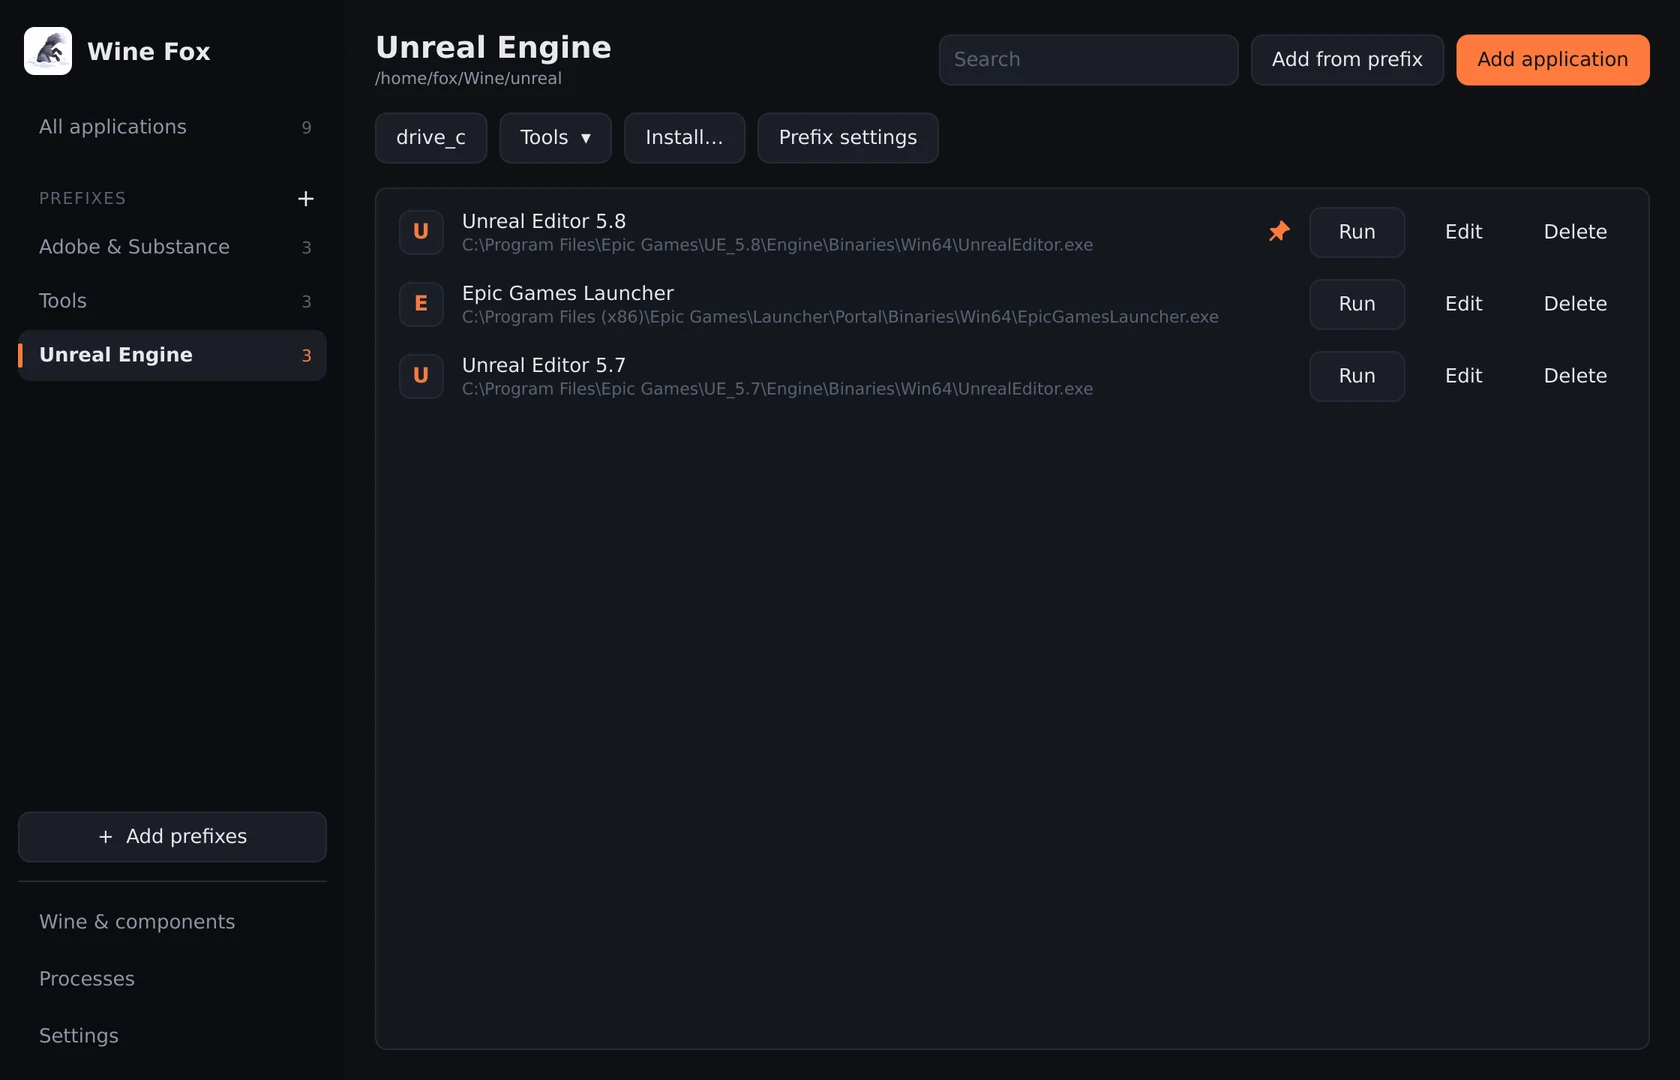 Wine Fox
All applications 9
PREFIXES +
Adobe & Substance 3
Tools 3
Unreal Engine 3
+ Add prefixes
Wine & components
Processes
Settings
Unreal Engine
/home/fox/Wine/unreal
Search
Add from prefix
Add application
drive_c
Tools ▾
Install...
Prefix settings
U
Unreal Editor 5.8
C:\Program Files\Epic Games\UE_5.8\Engine\Binaries\Win64\UnrealEditor.exe
Run Edit Delete
E
Epic Games Launcher
C:\Program Files (x86)\Epic Games\Launcher\Portal\Binaries\Win64\EpicGamesLauncher.exe
Run Edit Delete
U
Unreal Editor 5.7
C:\Program Files\Epic Games\UE_5.7\Engine\Binaries\Win64\UnrealEditor.exe
Run Edit Delete